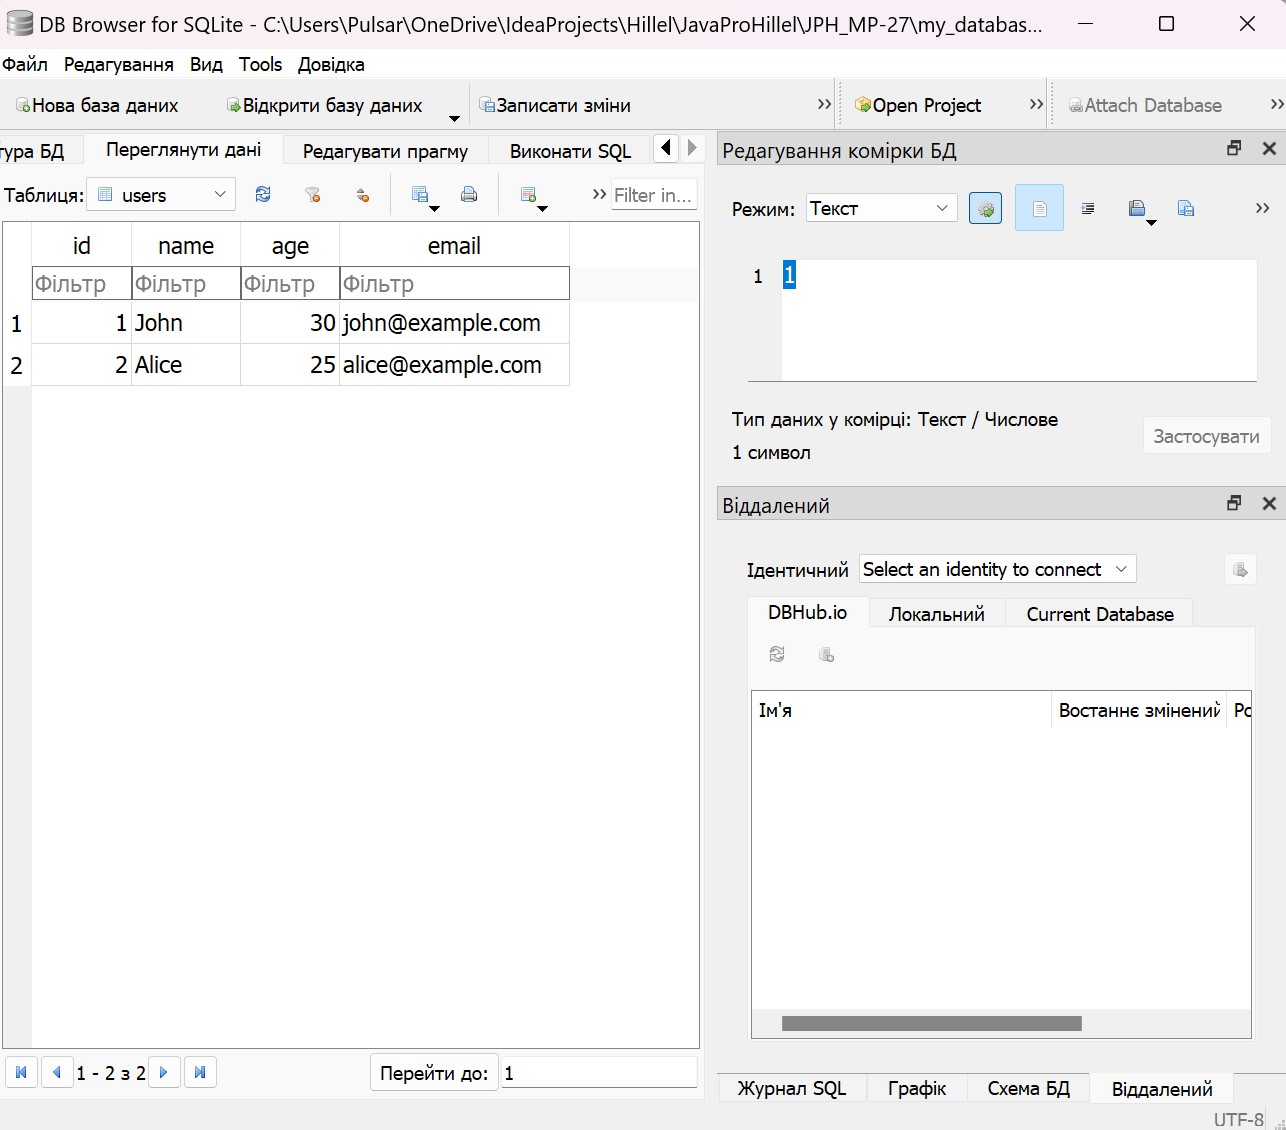 DB Browser for SQLite - C:\Users\Pulsar\OneDrive\IdeaProjects\Hillel\JavaProHillel\JPH_MP-27\my_databas...
Файл Редагування Вид Tools Довідка
Нова база даних Відкрити базу даних Записати зміни >> Open Project >> Attach Database >>
тура БД Переглянути дані Редагувати прагму Виконати SQL
Таблиця: users >> Filter in...
id name age email
Фільтр Фільтр Фільтр Фільтр
1 1 John 30 john@example.com
2 2 Alice 25 alice@example.com
1 - 2 з 2 Перейти до: 1
Редагування комірки БД
Режим: Текст >>
1 1
Тип даних у комірці: Текст / Числове
1 символ
Застосувати
Віддалений
Ідентичний Select an identity to connect
DBHub.io Локальний Current Database
Ім'я Востаннє змінений Рс
Журнал SQL Графік Схема БД Віддалений
UTF-8